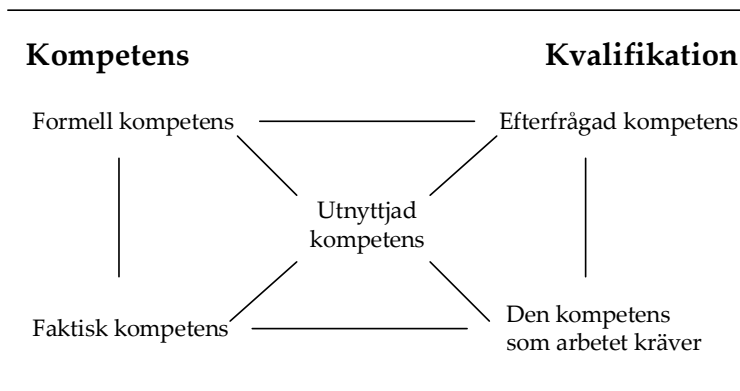 Kompetens
Kvalifikation
Formell kompetens
Efterfrågad kompetens
Utnyttjad
kompetens
Faktisk kompetens
Den kompetens
som arbetet kräver